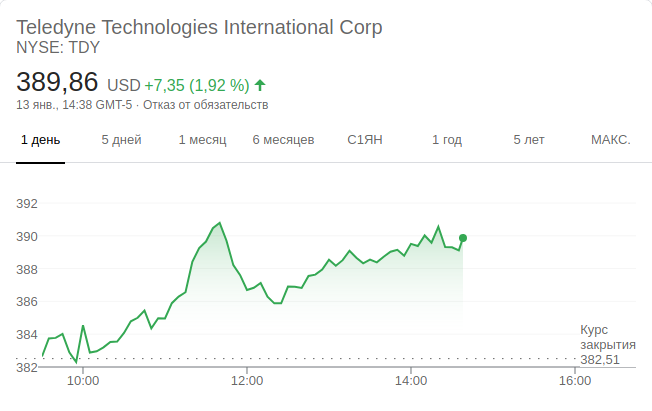 Teledyne Technologies International Corp
NYSE: TDY
389,86 USD +7,35 (1,92 %)
13 янв., 14:38 GMT-5 · Отказ от обязательств
1 день 5 дней 1 месяц 6 месяцев С1ЯН 1 год 5 лет МАКС.
392
390
388
386
384
382
Курс
закрытия
382,51
10:00 12:00 14:00 16:00